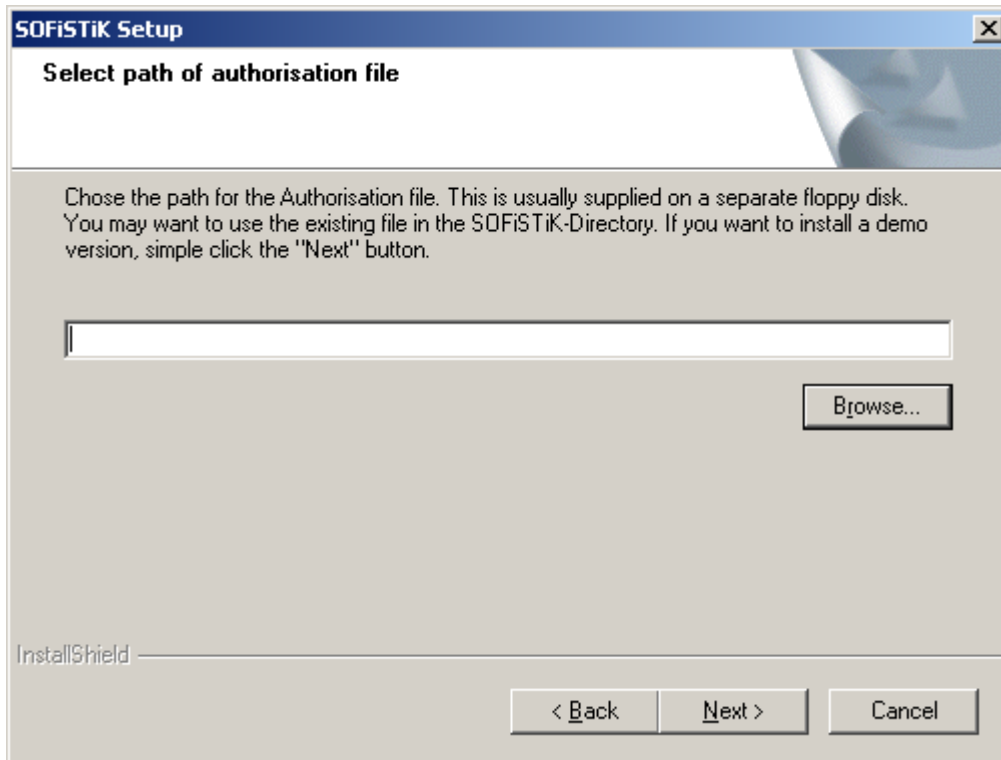 SOFiSTiK Setup
Select path of authorisation file
Chose the path for the Authorisation file. This is usually supplied on a separate floppy disk.
You may want to use the existing file in the SOFiSTiK-Directory. If you want to install a demo
version, simple click the "Next" button.
Browse...
InstallShield
< Back
Next >
Cancel